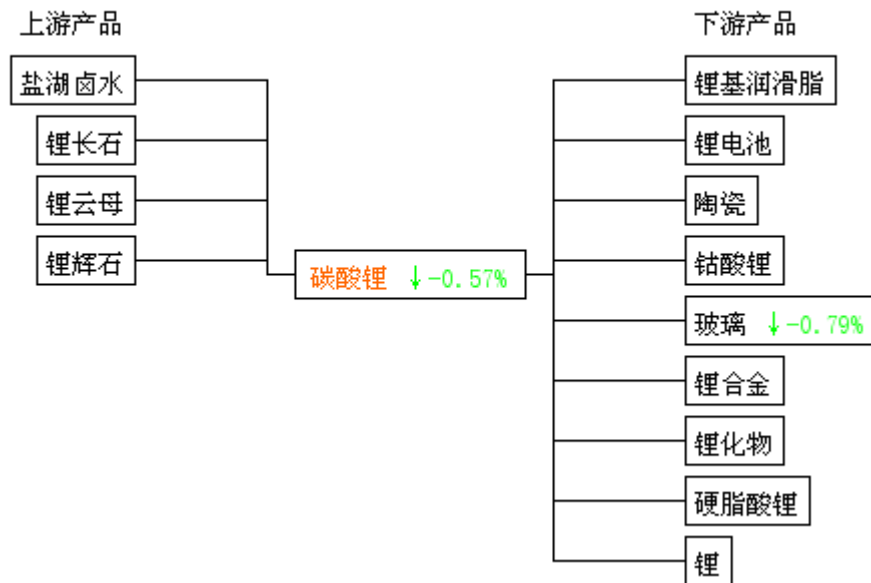 上游产品
下游产品
盐湖卤水
锂长石
锂云母
锂辉石
碳酸锂 ↓-0.57%
锂基润滑脂
锂电池
陶瓷
钴酸锂
玻璃 ↓-0.79%
锂合金
锂化物
硬脂酸锂
锂